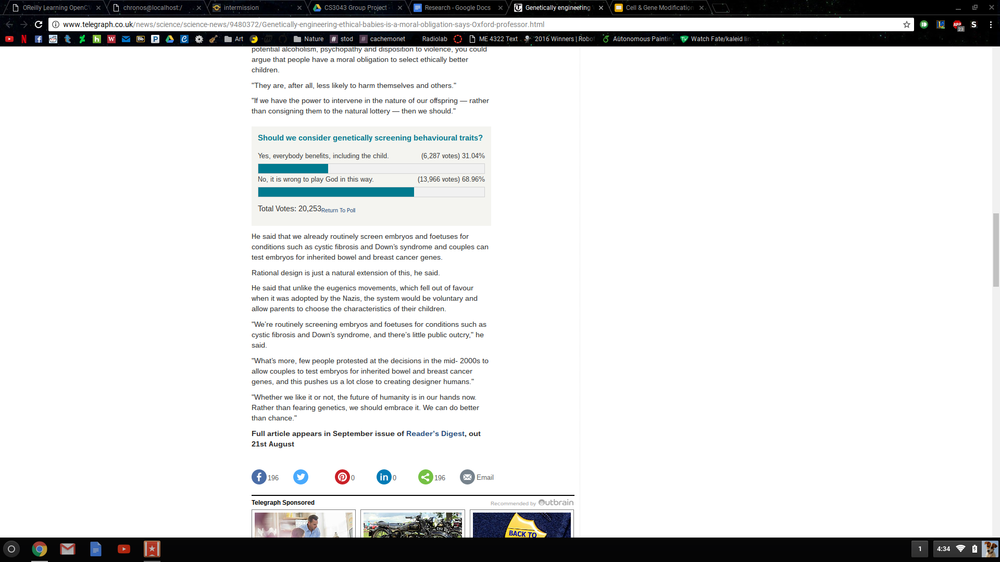 OReilly Learning OpenCV
chronos@localhost:/
intermission
CS3043 Group Project -
Research - Google Docs
Genetically engineering
Cell & Gene Modification
www.telegraph.co.uk/news/science/science-news/9480372/Genetically-engineering-ethical-babies-is-a-moral-obligation-says-Oxford-professor.html
ABP
23
S
Art
Bb
Nature
stod
cachemonet
Radiolab
ME 4322 Text
2016 Winners | Robot
Autonomous Painting
Watch Fate/kaleid lin
potential alcoholism, psychopathy and disposition to violence, you could
argue that people have a moral obligation to select ethically better
children.
"They are, after all, less likely to harm themselves and others."
"If we have the power to intervene in the nature of our offspring — rather
than consigning them to the natural lottery — then we should."
Should we consider genetically screening behavioural traits?
Yes, everybody benefits, including the child. (6,287 votes) 31.04%
No, it is wrong to play God in this way. (13,966 votes) 68.96%
Total Votes: 20,253 Return To Poll
He said that we already routinely screen embryos and foetuses for
conditions such as cystic fibrosis and Down’s syndrome and couples can
test embryos for inherited bowel and breast cancer genes.
Rational design is just a natural extension of this, he said.
He said that unlike the eugenics movements, which fell out of favour
when it was adopted by the Nazis, the system would be voluntary and
allow parents to choose the characteristics of their children.
"We’re routinely screening embryos and foetuses for conditions such as
cystic fibrosis and Down’s syndrome, and there’s little public outcry," he
said.
"What’s more, few people protested at the decisions in the mid- 2000s to
allow couples to test embryos for inherited bowel and breast cancer
genes, and this pushes us a lot close to creating designer humans."
"Whether we like it or not, the future of humanity is in our hands now.
Rather than fearing genetics, we should embrace it. We can do better
than chance."
Full article appears in September issue of Reader’s Digest, out
21st August
196
0
in 0
196
Email
Telegraph Sponsored
Recommended by Outbrain
BACK TO
1
4:34